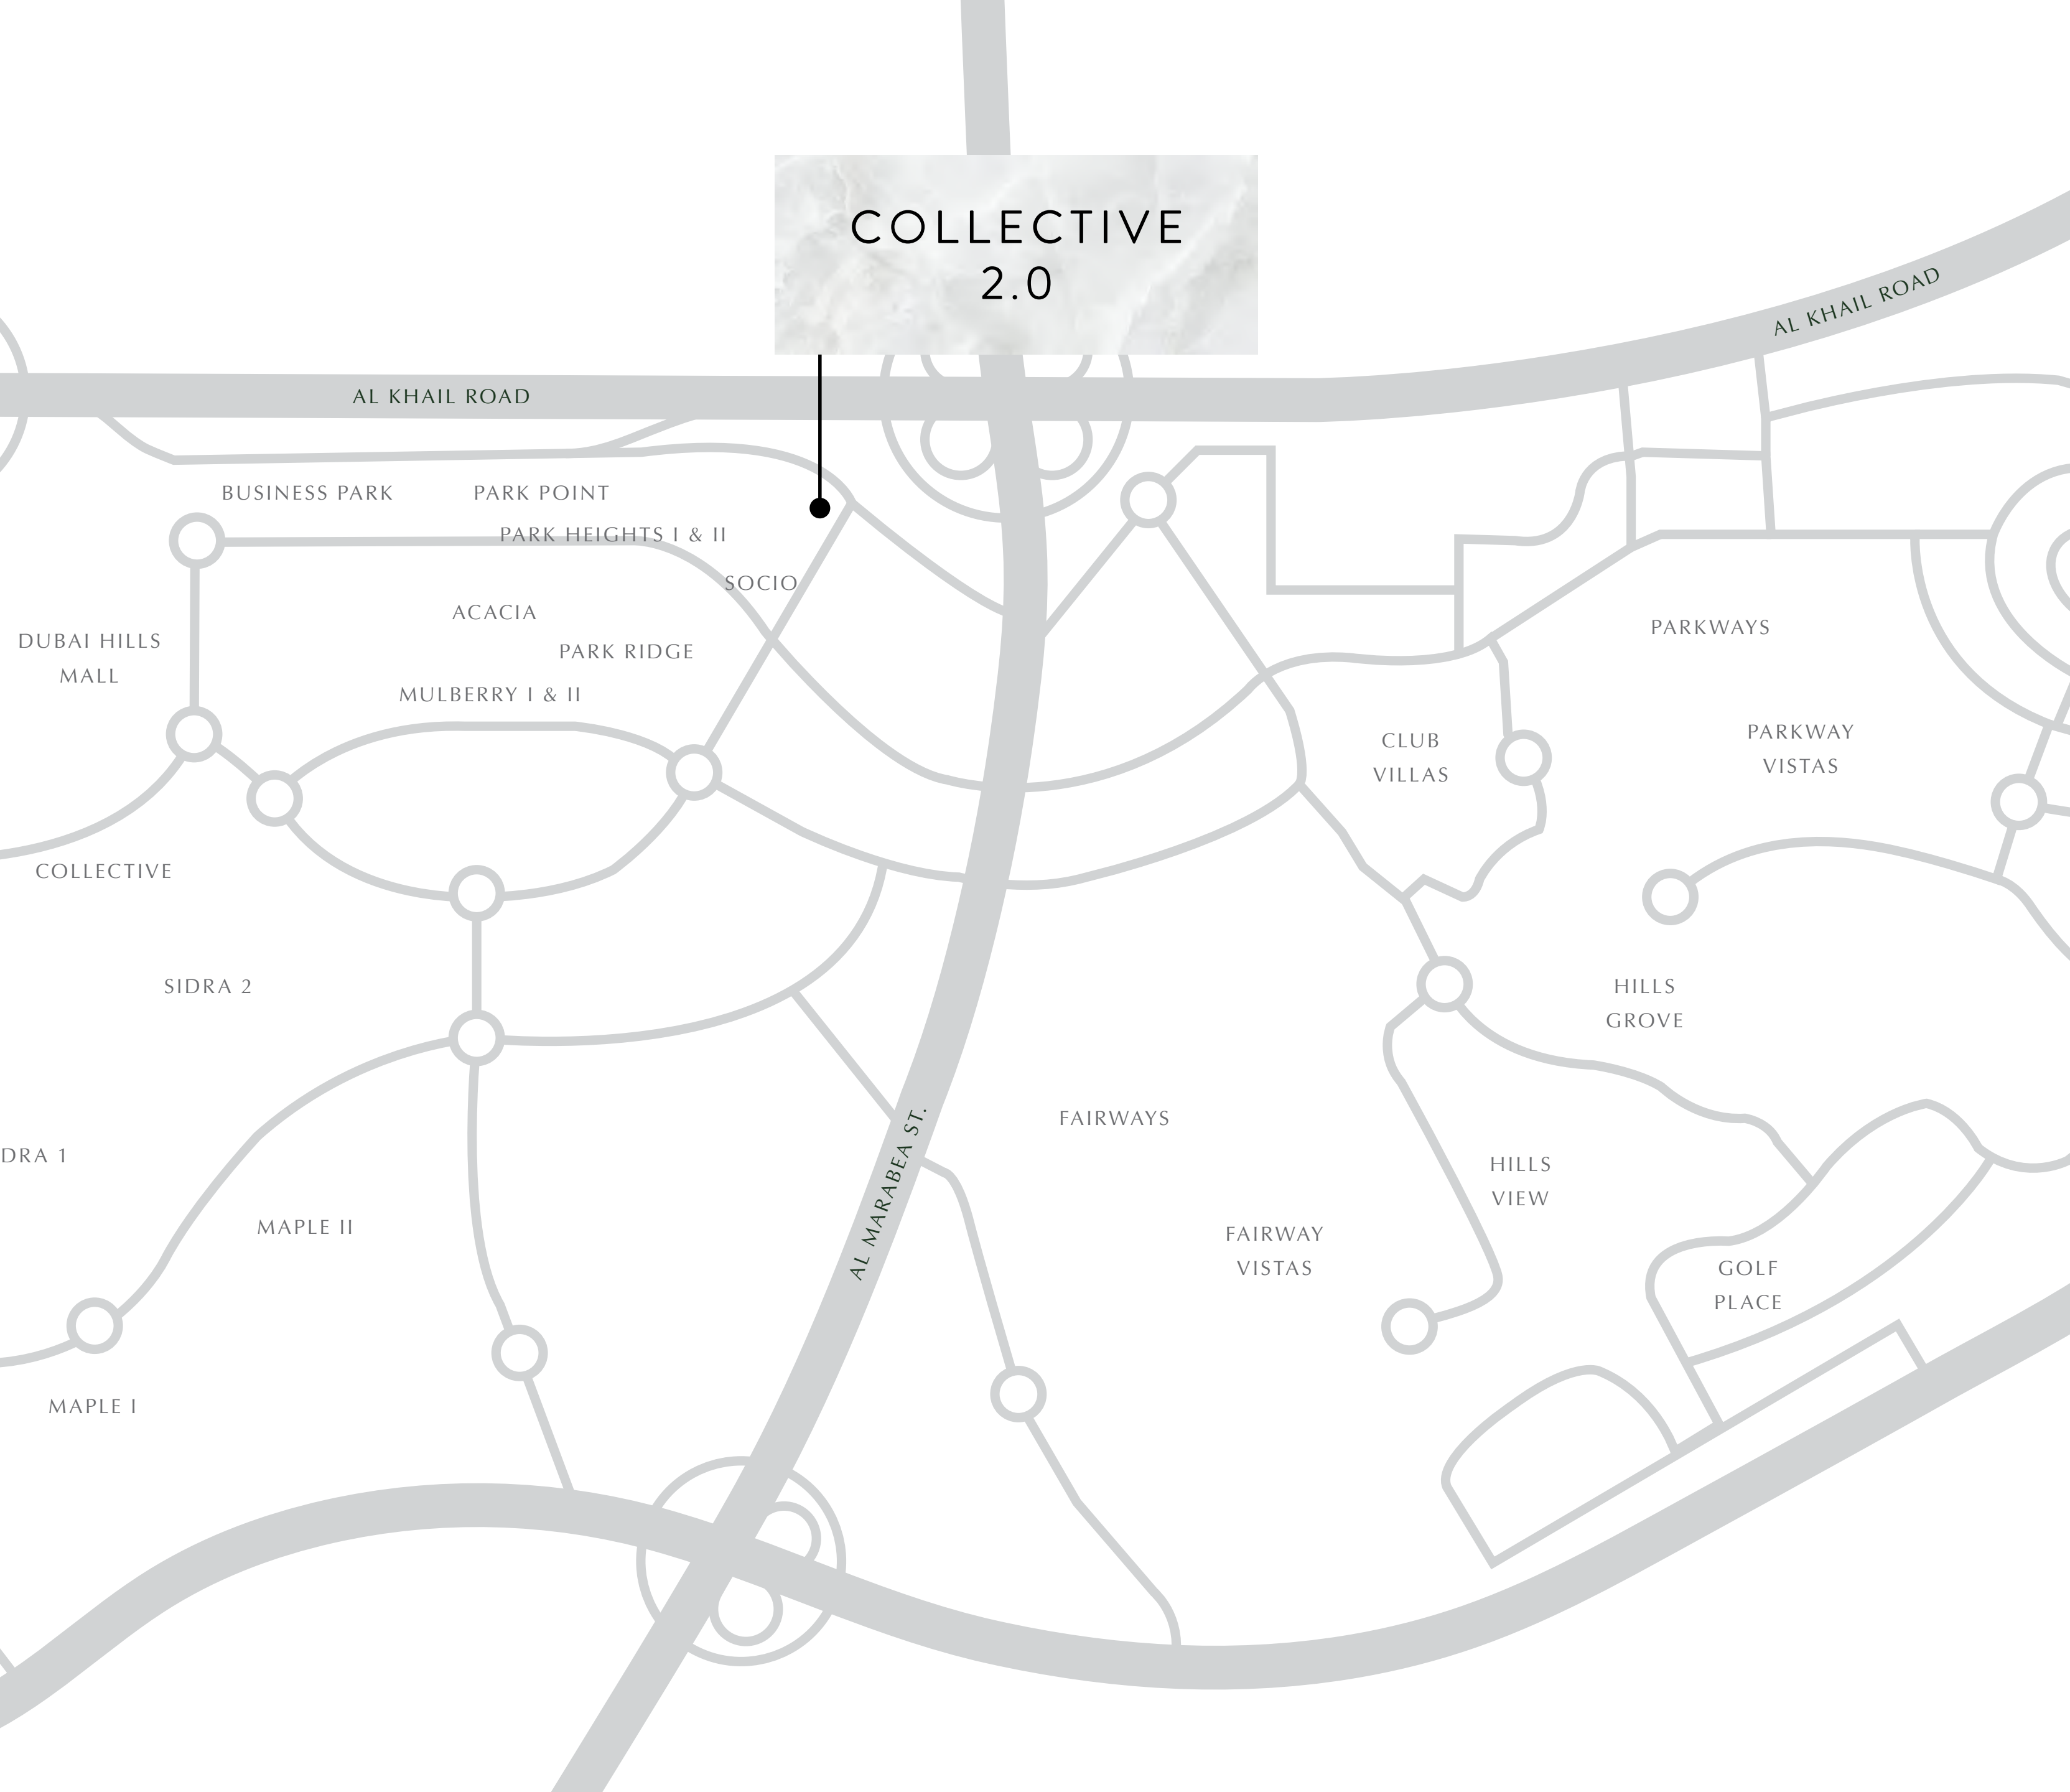 COLLECTIVE
2.0
AL KHAIL ROAD
AL KHAIL ROAD
BUSINESS PARK
PARK POINT
PARK HEIGHTS I & II
SOCIO
ACACIA
DUBAI HILLS
MALL
PARK RIDGE
MULBERRY I & II
PARKWAYS
CLUB
VILLAS
PARKWAY
VISTAS
COLLECTIVE
SIDRA 2
HILLS
GROVE
FAIRWAYS
AL MARABEA ST.
DRA 1
HILLS
VIEW
MAPLE II
FAIRWAY
VISTAS
GOLF
PLACE
MAPLE I